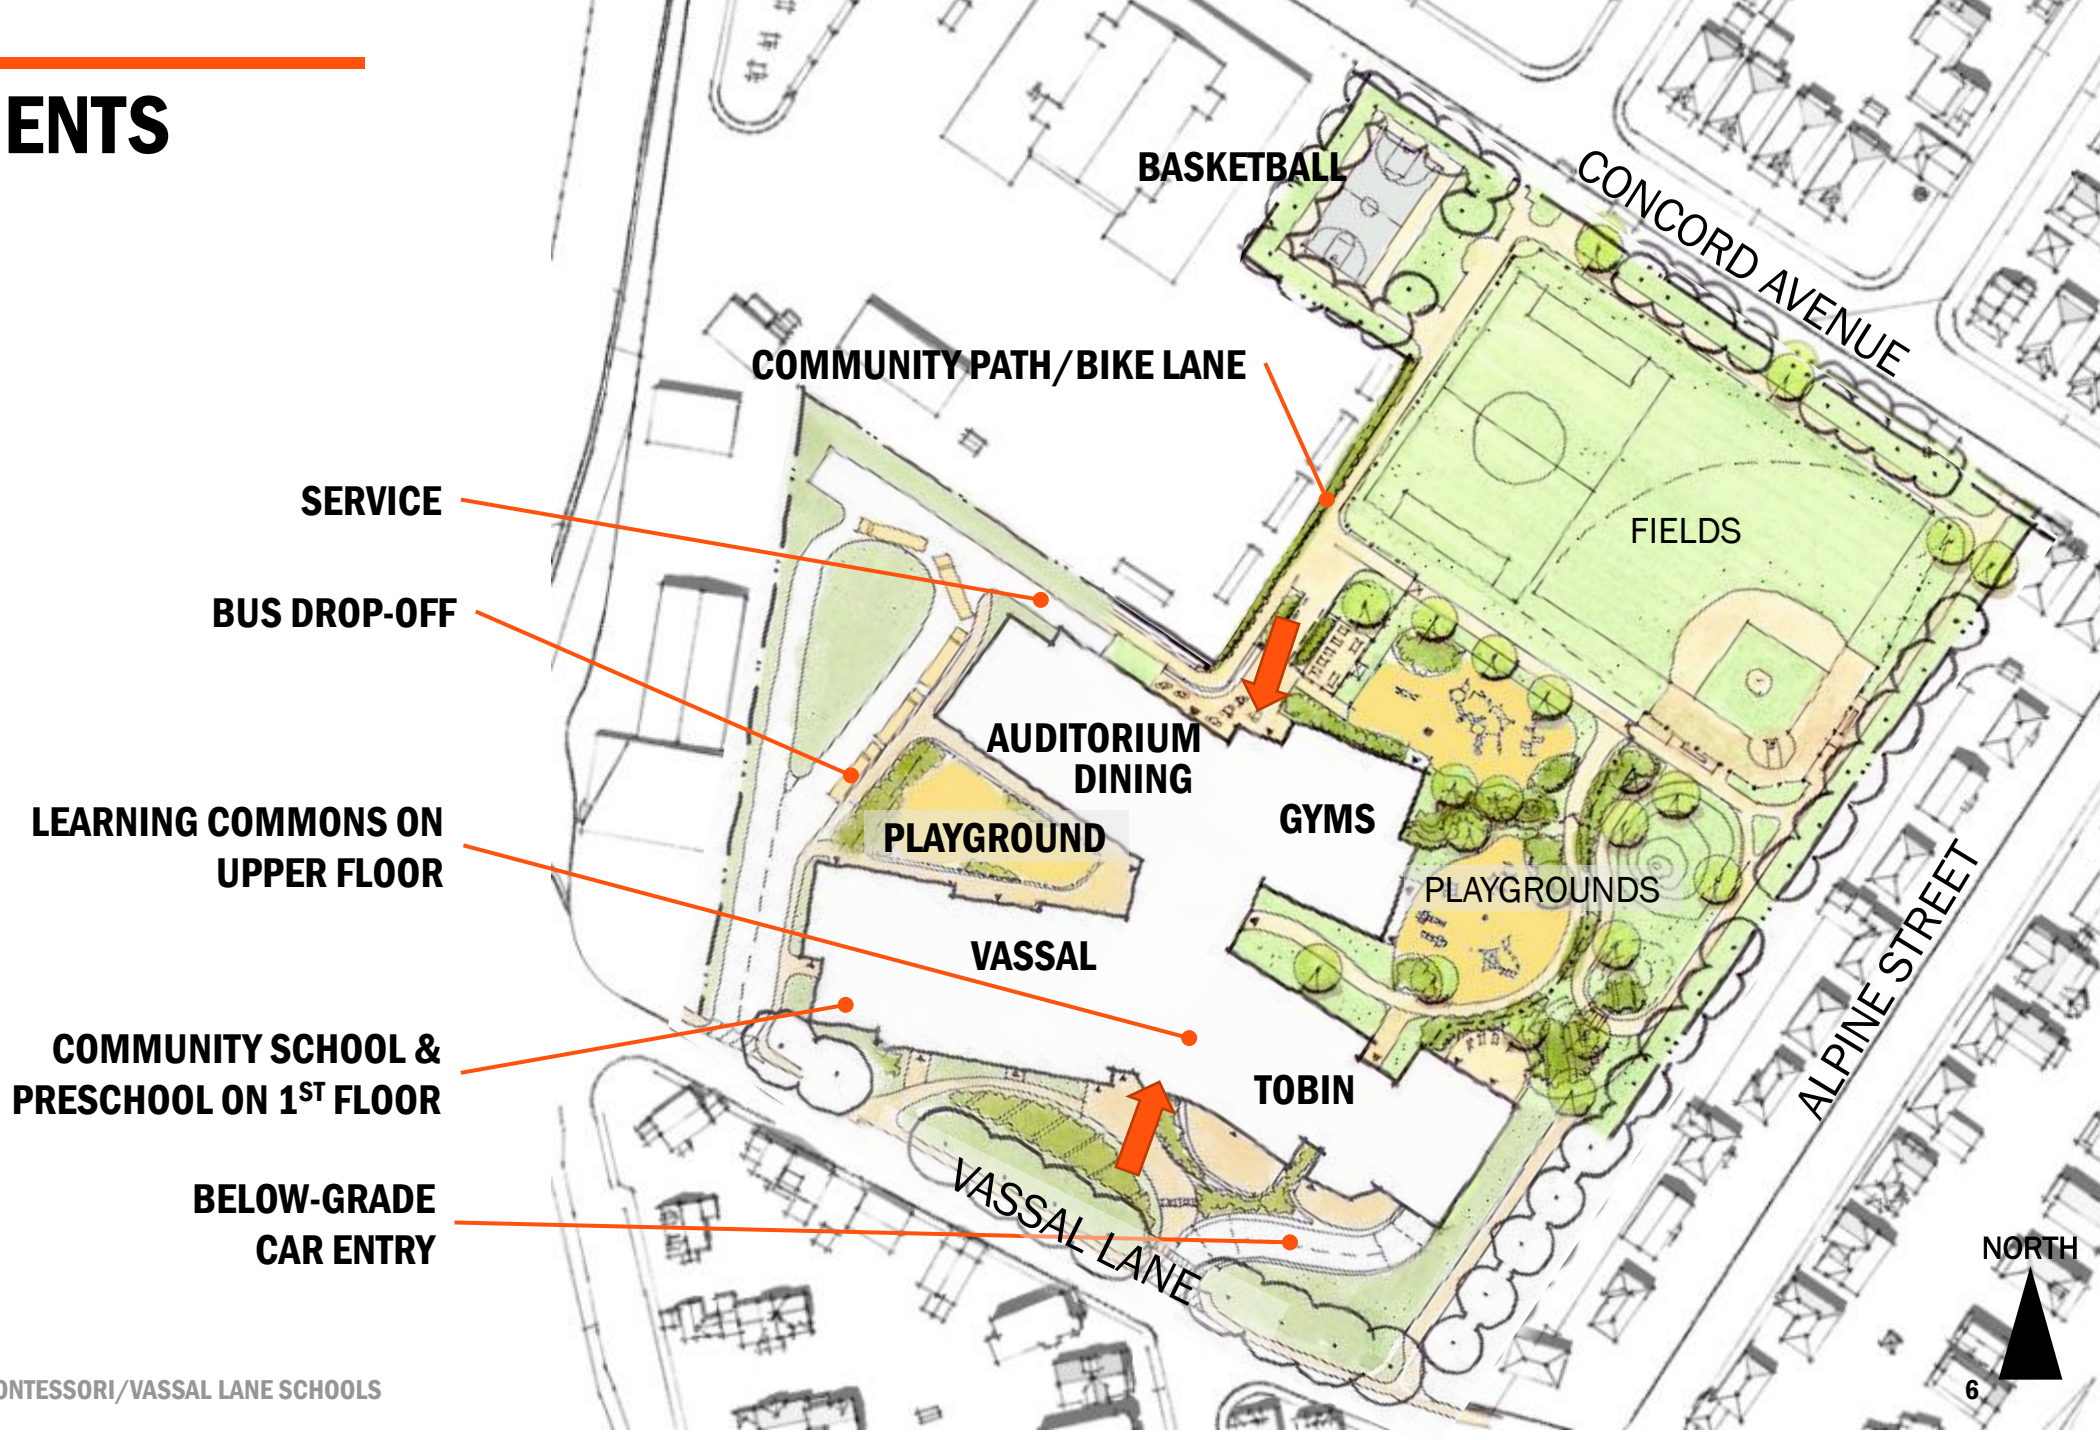 ENTS
BASKETBALL
CONCORD AVENUE
COMMUNITY PATH/BIKE LANE
SERVICE
FIELDS
BUS DROP-OFF
AUDITORIUM
DINING
GYMS
LEARNING COMMONS ON
UPPER FLOOR
PLAYGROUND
PLAYGROUNDS
VASSAL
ALPINE STREET
COMMUNITY SCHOOL &
PRESCHOOL ON 1ST FLOOR
TOBIN
BELOW-GRADE
CAR ENTRY
VASSAL LANE
NORTH
ONTESSORI/VASSAL LANE SCHOOLS
6